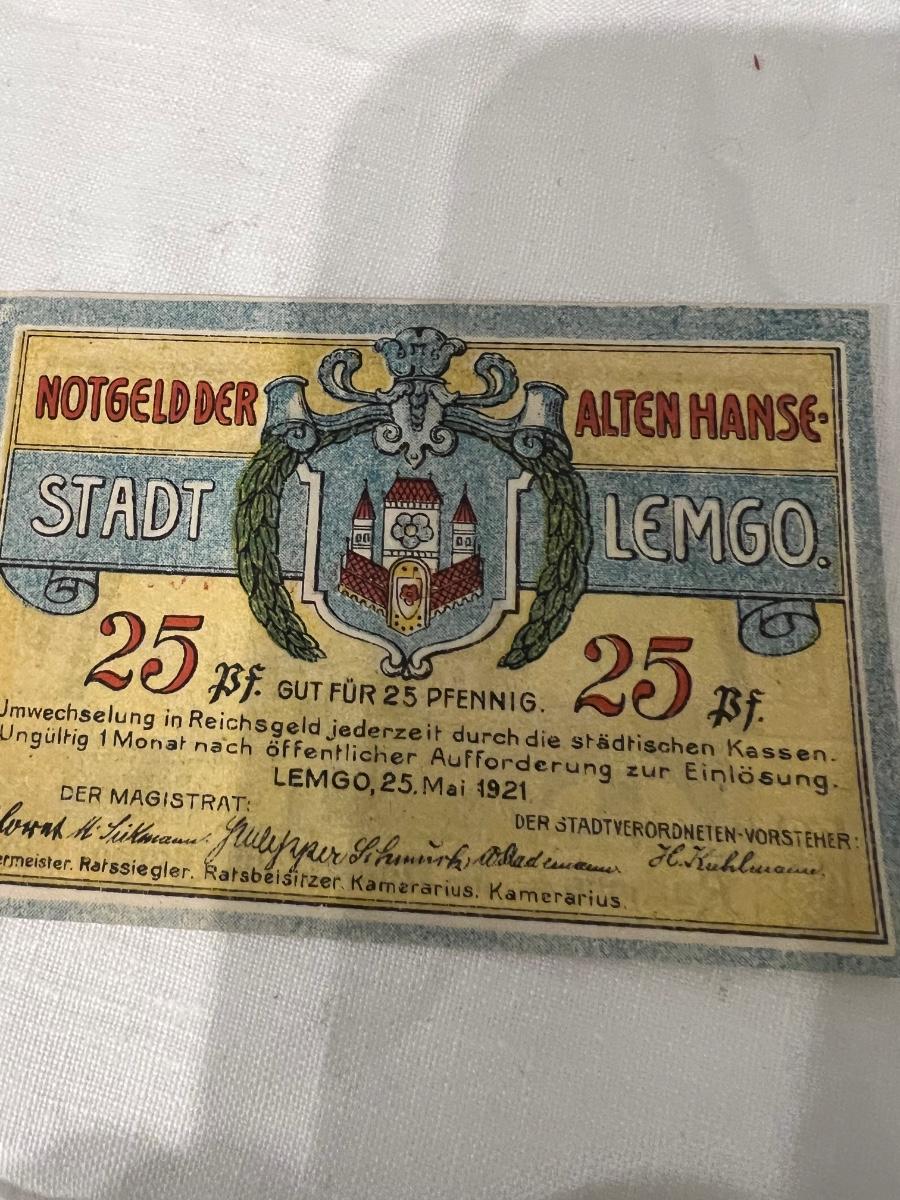 NOTGELD DER ALTEN HANSE-
STADT LEMGO.
25 Pf. GUT FÜR 25 PFENNIG. 25 Pf.
Umwechselung in Reichsgeld jederzeit durch die städtischen Kassen.
Ungültig 1 Monat nach öffentlicher Aufforderung zur Einlösung.
LEMGO, 25. Mai 1921
DER MAGISTRAT:
DER STADTVERORDNETEN-VORSTEHER:
H. Kuhlmann.
ermeister. Ratssiegler. Ratsbeisitzer. Kamerarius. Kamerarius.